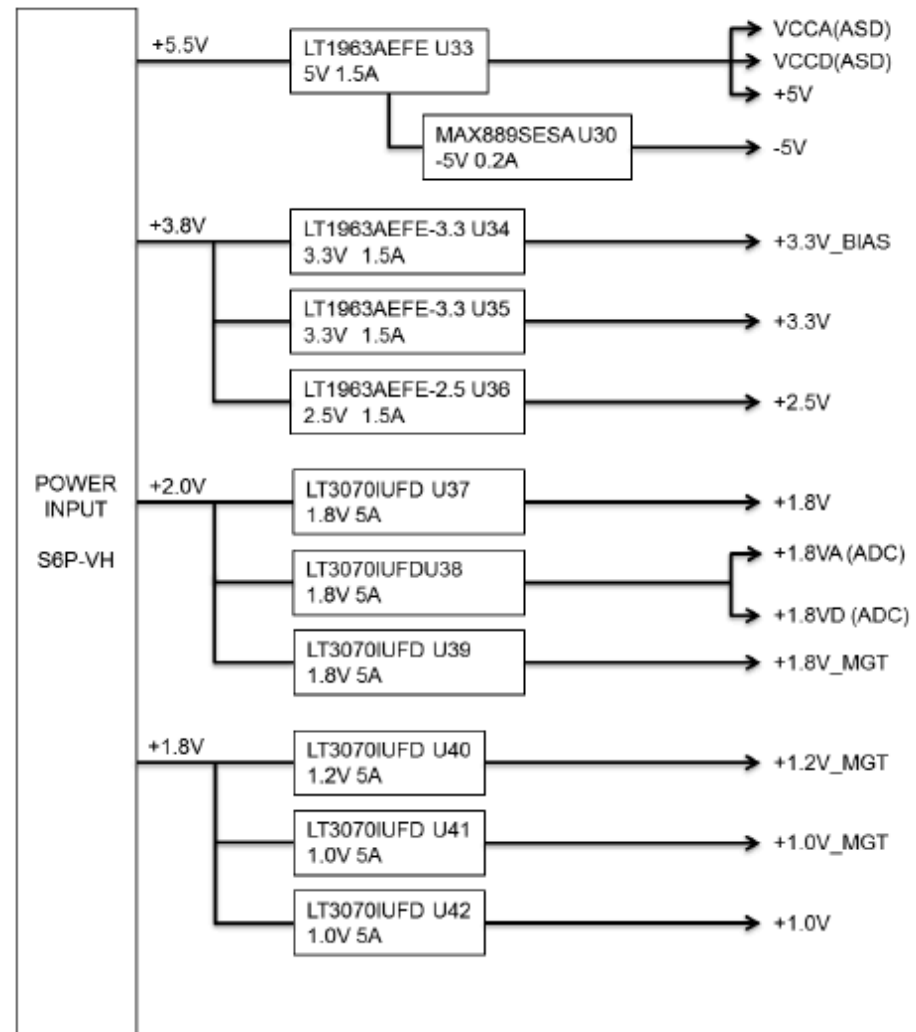 +5.5V
LT1963AEFE U33
5V 1.5A
VCCA(ASD)
VCCD(ASD)
+5V
MAX889SESA U30
-5V 0.2A
-5V
+3.8V
LT1963AEFE-3.3 U34
3.3V 1.5A
+3.3V_BIAS
LT1963AEFE-3.3 U35
3.3V 1.5A
+3.3V
LT1963AEFE-2.5 U36
2.5V 1.5A
+2.5V
POWER
INPUT
S6P-VH
+2.0V
LT3070IUFD U37
1.8V 5A
+1.8V
LT3070IUFDU38
1.8V 5A
+1.8VA (ADC)
+1.8VD (ADC)
LT3070IUFD U39
1.8V 5A
+1.8V_MGT
+1.8V
LT3070IUFD U40
1.2V 5A
+1.2V_MGT
LT3070IUFD U41
1.0V 5A
+1.0V_MGT
LT3070IUFD U42
1.0V 5A
+1.0V